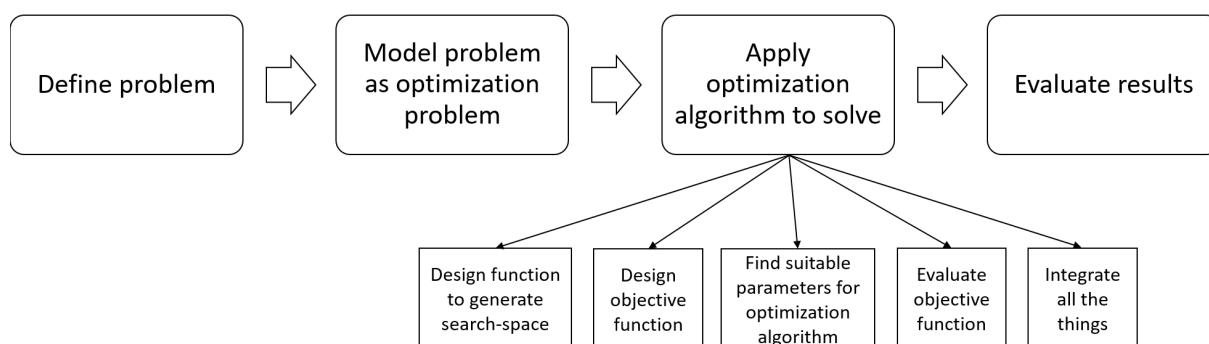 Define problem
Model problem
as optimization
problem
Apply
optimization
algorithm to solve
Evaluate results
Design function
to generate
search-space
Design
objective
function
Find suitable
parameters for
optimization
algorithm
Evaluate
objective
function
Integrate
all the
things